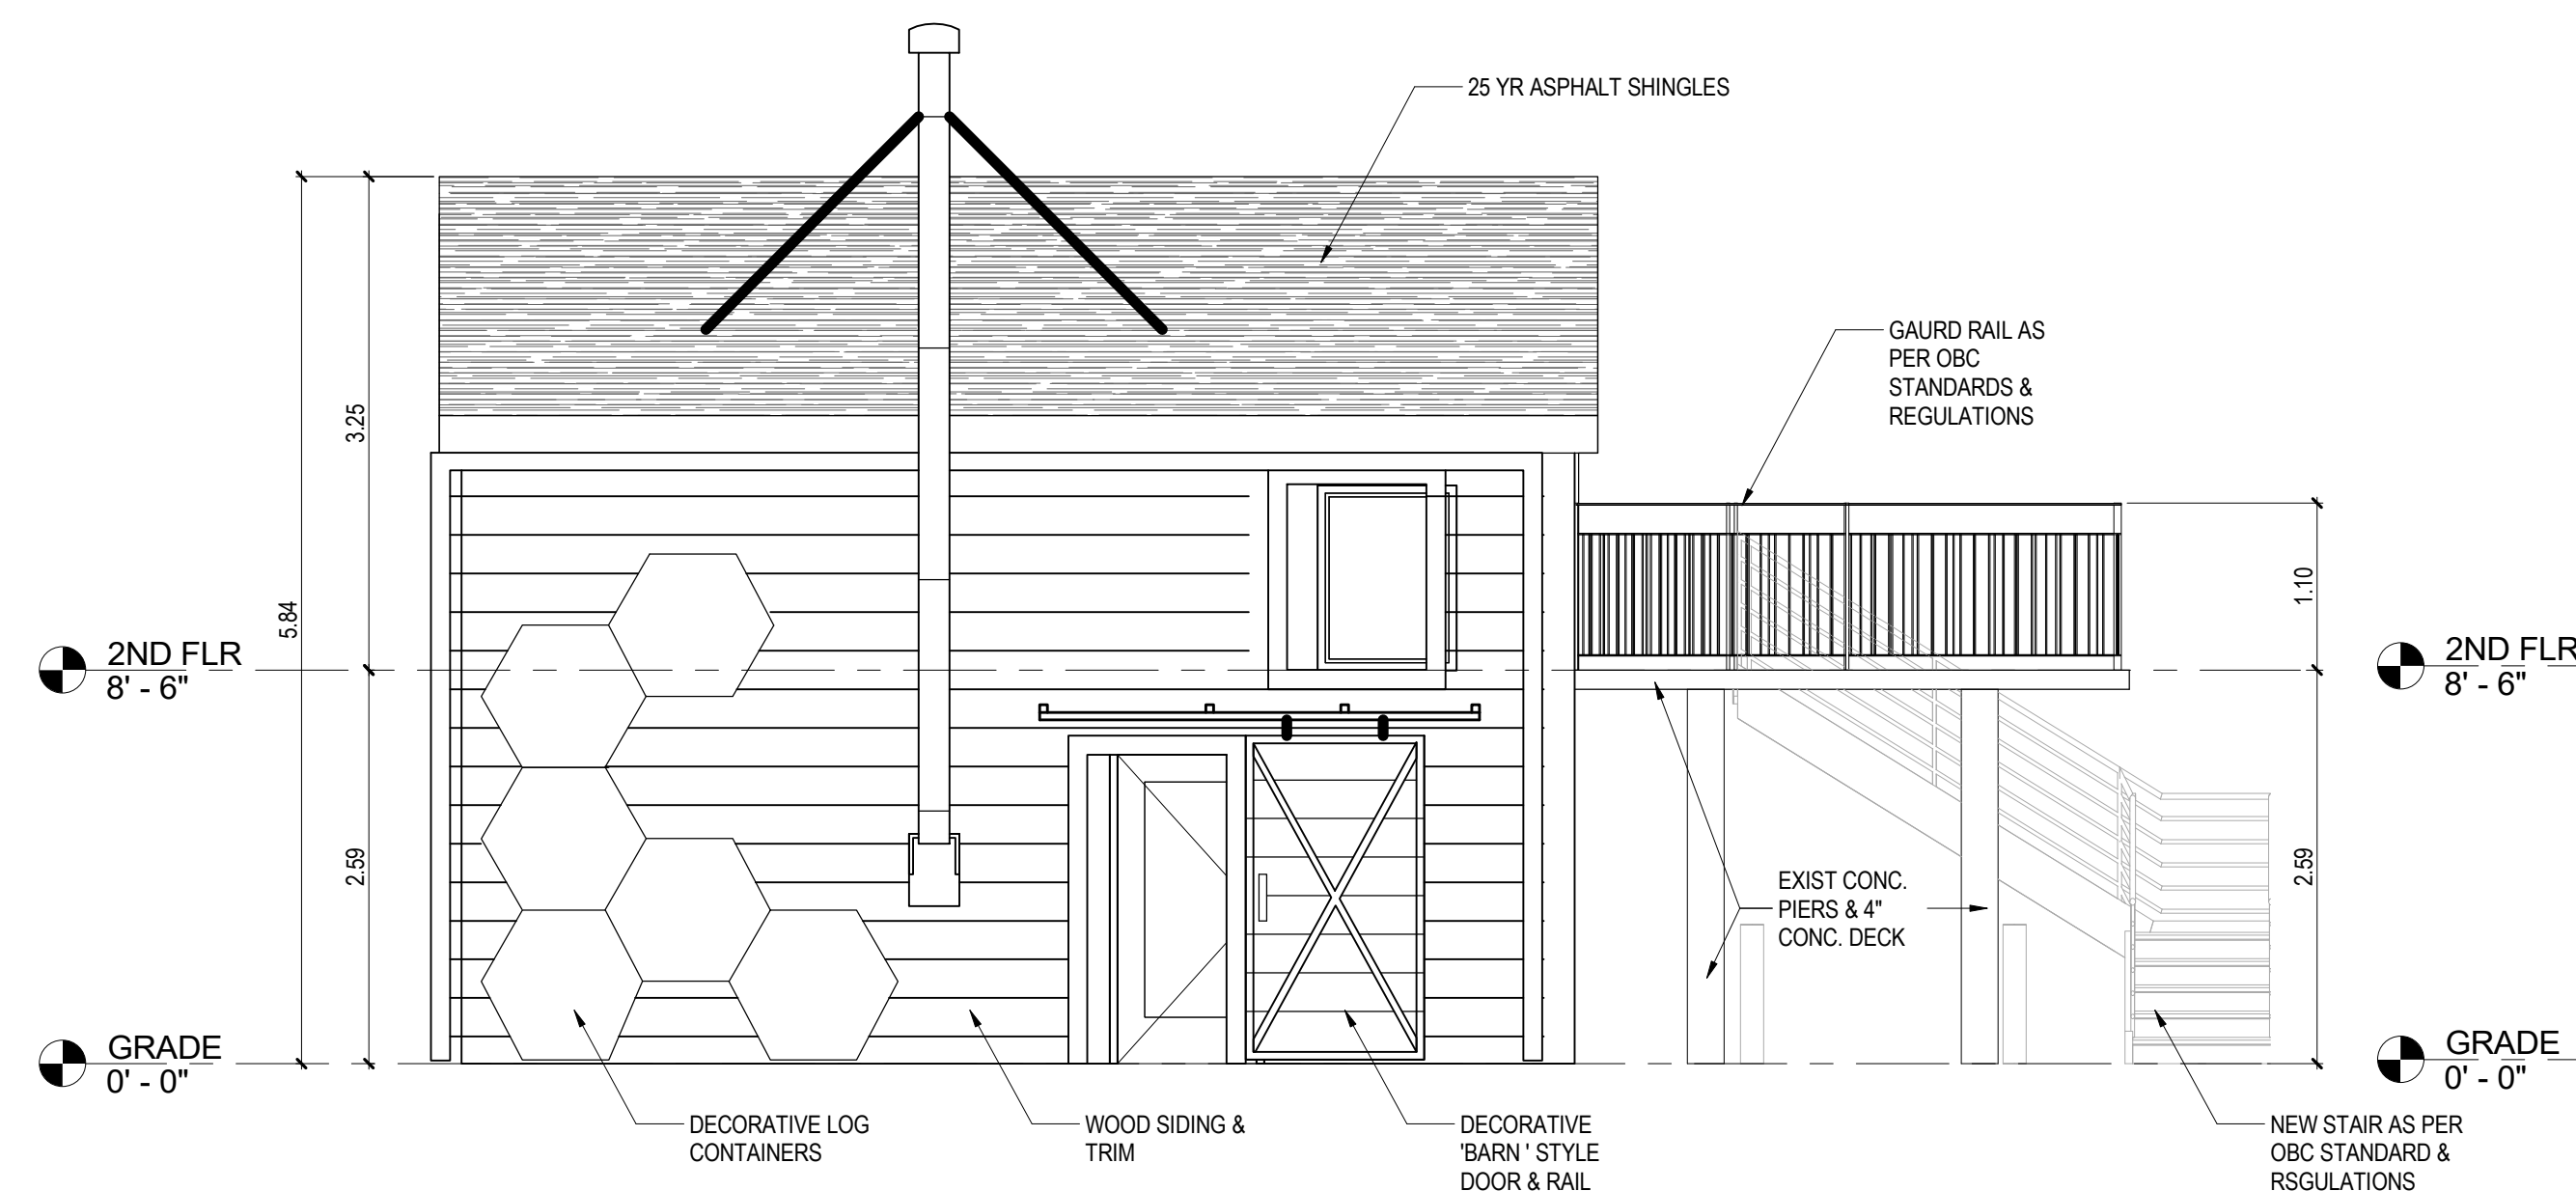 25 YR ASPHALT SHINGLES
GAURD RAIL AS
PER OBC
STANDARDS &
REGULATIONS
3.25
5.84
2.59
1.10
2.59
2ND FLR
8' - 6"
2ND FLR
8' - 6"
EXIST CONC.
PIERS & 4"
CONC. DECK
GRADE
0' - 0"
GRADE
0' - 0"
DECORATIVE LOG
CONTAINERS
WOOD SIDING &
TRIM
DECORATIVE
'BARN ' STYLE
DOOR & RAIL
NEW STAIR AS PER
OBC STANDARD &
RSGULATIONS